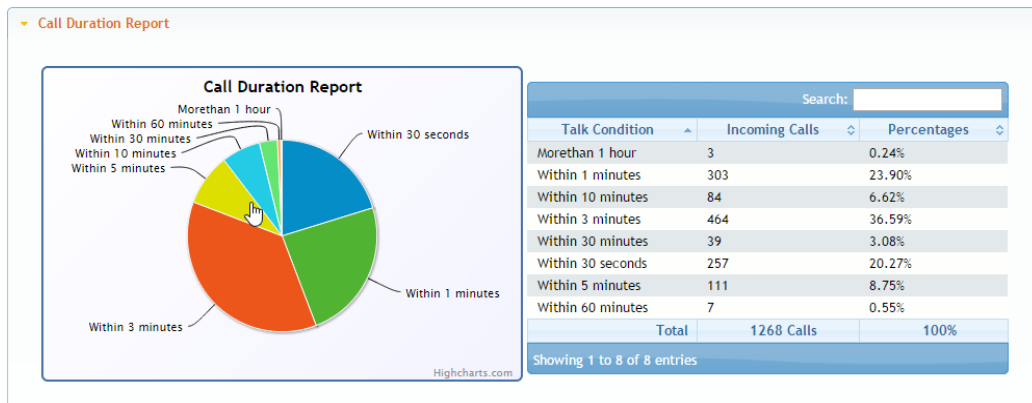 Call Duration Report
Call Duration Report
Morethan 1 hour
Within 60 minutes
Within 30 minutes
Within 10 minutes
Within 5 minutes
Within 30 seconds
Within 1 minutes
Within 3 minutes
Highcharts.com
Search:
Talk Condition Incoming Calls Percentages
Morethan 1 hour 3 0.24%
Within 1 minutes 303 23.90%
Within 10 minutes 84 6.62%
Within 3 minutes 464 36.59%
Within 30 minutes 39 3.08%
Within 30 seconds 257 20.27%
Within 5 minutes 111 8.75%
Within 60 minutes 7 0.55%
Total 1268 Calls 100%
Showing 1 to 8 of 8 entries